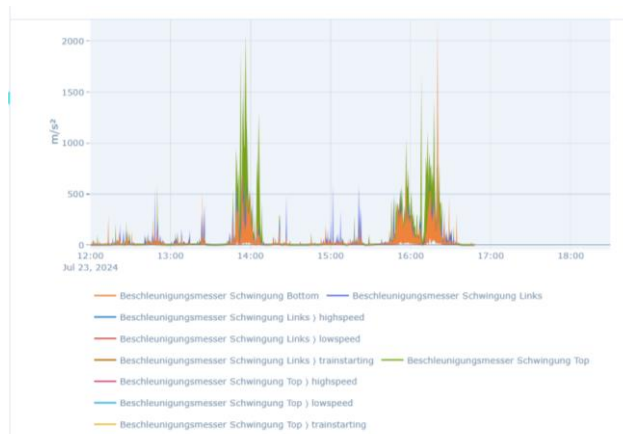 2000
1500
m/s²
1000
500
0
12:00 13:00 14:00 15:00 16:00 17:00 18:00
Jul 23, 2024
Beschleunigungsmesser Schwingung Bottom Beschleunigungsmesser Schwingung Links
Beschleunigungsmesser Schwingung Links ) highspeed
Beschleunigungsmesser Schwingung Links ) lowspeed
Beschleunigungsmesser Schwingung Links ) trainstarting Beschleunigungsmesser Schwingung Top
Beschleunigungsmesser Schwingung Top ) highspeed
Beschleunigungsmesser Schwingung Top ) lowspeed
Beschleunigungsmesser Schwingung Top ) trainstarting